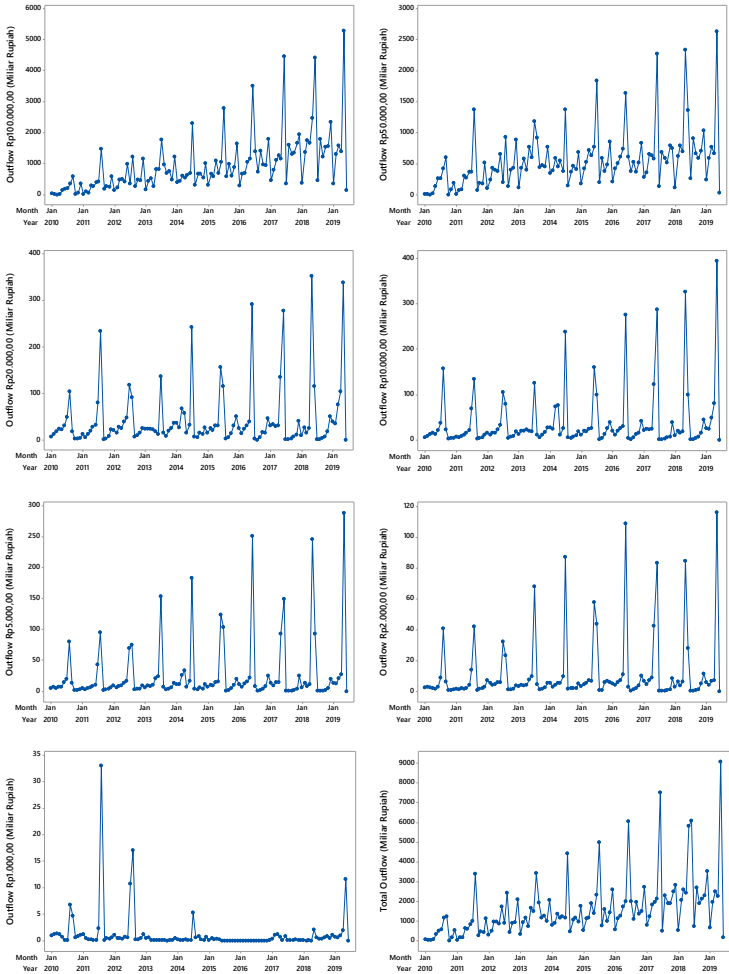 Outflow Rp100.000,00 (Miliar Rupiah)
6000
5000
4000
3000
2000
1000
0
Month Jan Jan Jan Jan Jan Jan Jan Jan Jan Jan
Year 2010 2011 2012 2013 2014 2015 2016 2017 2018 2019
Outflow Rp50.000,00 (Miliar Rupiah)
3000
2500
2000
1500
1000
500
0
Month Jan Jan Jan Jan Jan Jan Jan Jan Jan Jan
Year 2010 2011 2012 2013 2014 2015 2016 2017 2018 2019
Outflow Rp20.000,00 (Miliar Rupiah)
400
300
200
100
0
Month Jan Jan Jan Jan Jan Jan Jan Jan Jan Jan
Year 2010 2011 2012 2013 2014 2015 2016 2017 2018 2019
Outflow Rp10.000,00 (Miliar Rupiah)
400
300
200
100
0
Month Jan Jan Jan Jan Jan Jan Jan Jan Jan Jan
Year 2010 2011 2012 2013 2014 2015 2016 2017 2018 2019
Outflow Rp5.000,00 (Miliar Rupiah)
300
250
200
150
100
50
0
Month Jan Jan Jan Jan Jan Jan Jan Jan Jan Jan
Year 2010 2011 2012 2013 2014 2015 2016 2017 2018 2019
Outflow Rp2.000,00 (Miliar Rupiah)
120
100
80
60
40
20
0
Month Jan Jan Jan Jan Jan Jan Jan Jan Jan Jan
Year 2010 2011 2012 2013 2014 2015 2016 2017 2018 2019
Outflow Rp1.000,00 (Miliar Rupiah)
35
30
25
20
15
10
5
0
Month Jan Jan Jan Jan Jan Jan Jan Jan Jan Jan
Year 2010 2011 2012 2013 2014 2015 2016 2017 2018 2019
Total Outflow (Miliar Rupiah)
9000
8000
7000
6000
5000
4000
3000
2000
1000
0
Month Jan Jan Jan Jan Jan Jan Jan Jan Jan Jan
Year 2010 2011 2012 2013 2014 2015 2016 2017 2018 2019